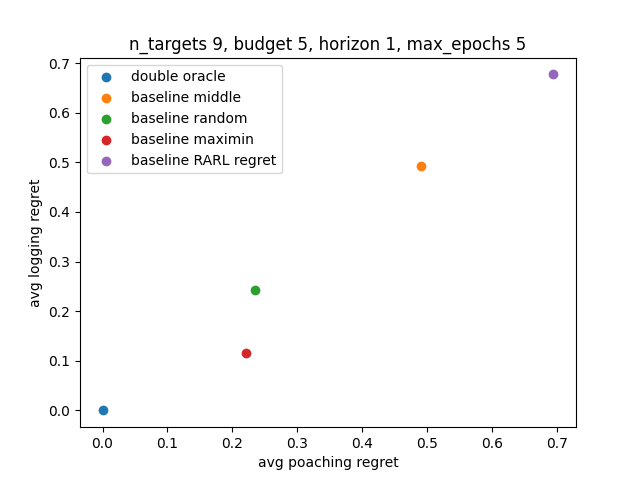 n_targets 9, budget 5, horizon 1, max_epochs 5
double oracle
baseline middle
baseline random
baseline maximin
baseline RARL regret
avg logging regret
0.7
0.6
0.5
0.4
0.3
0.2
0.1
0.0
0.0 0.1 0.2 0.3 0.4 0.5 0.6 0.7
avg poaching regret